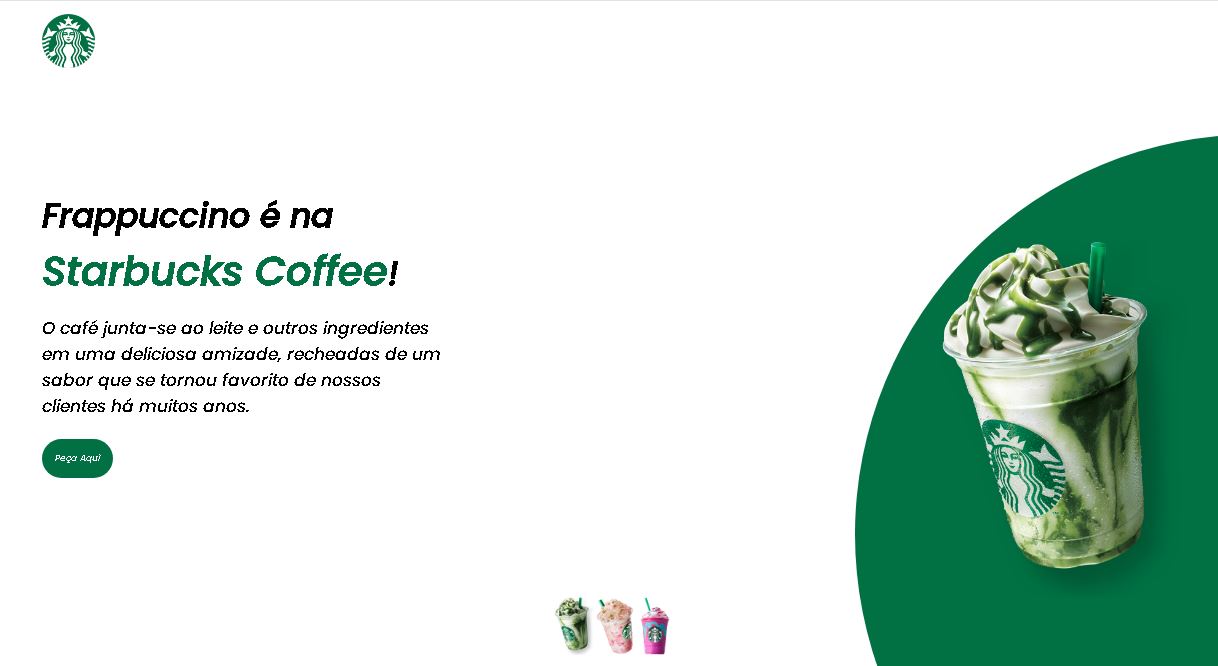 Frappuccino é na
Starbucks Coffee!
O café junta-se ao leite e outros ingredientes
em uma deliciosa amizade, recheadas de um
sabor que se tornou favorito de nossos
clientes há muitos anos.
Peça Aqui